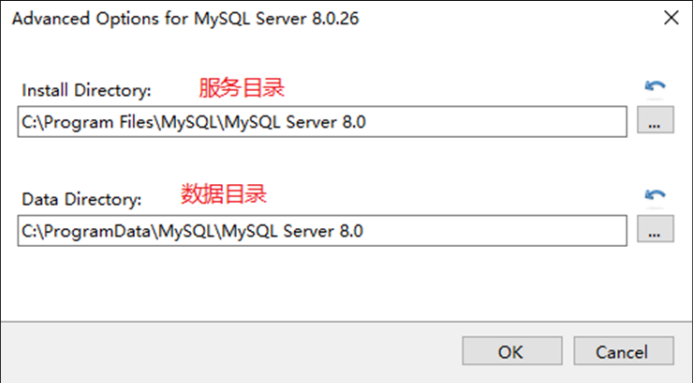 Advanced Options for MySQL Server 8.0.26
Install Directory: 服务目录
C:\Program Files\MySQL\MySQL Server 8.0
...
Data Directory: 数据目录
C:\ProgramData\MySQL\MySQL Server 8.0
...
OK Cancel